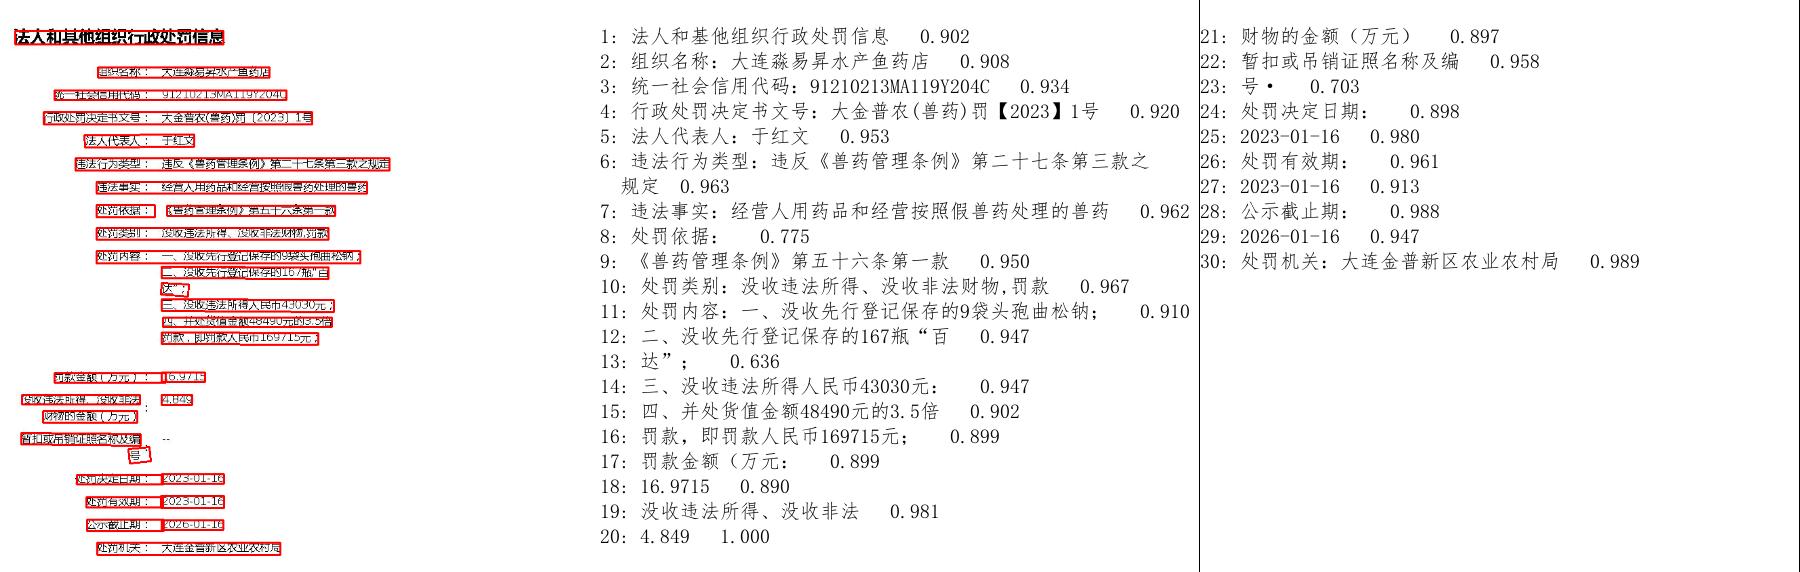 法人和其他组织行政处罚信息
组织名称： 大连淼易昇水产鱼药店
统一社会信用代码： 91210213MA119Y204C
行政处罚决定书文号： 大金普农(兽药)罚〔2023〕1号
法人代表人： 于红文
违法行为类型： 违反《兽药管理条例》第二十七条第三款之规定
违法事实： 经营人用药品和经营按照假兽药处理的兽药
处罚依据： 《兽药管理条例》第五十六条第一款
处罚类别： 没收违法所得、没收非法财物,罚款
处罚内容： 一、没收先行登记保存的9袋头孢曲松钠；
二、没收先行登记保存的167瓶“百
达”；
三、没收违法所得人民币43030元；
四、并处货值金额48490元的3.5倍
罚款，即罚款人民币169715元；
罚款金额（万元）： 16.9715
没收违法所得、没收非法 4.849
：
财物的金额（万元）
暂扣或吊销证照名称及编 --
号：
处罚决定日期： 2023-01-16
处罚有效期： 2023-01-16
公示截止期： 2026-01-16
处罚机关： 大连金普新区农业农村局
1: 法人和基他组织行政处罚信息 0.902
2: 组织名称: 大连淼易昇水产鱼药店 0.908
3: 统一社会信用代码: 91210213MA119Y204C 0.934
4: 行政处罚决定书文号: 大金普农(兽药)罚【2023】1号 0.920
5: 法人代表人: 于红文 0.953
6: 违法行为类型: 违反《兽药管理条例》第二十七条第三款之
规定 0.963
7: 违法事实: 经营人用药品和经营按照假兽药处理的兽药 0.962
8: 处罚依据: 0.775
9: 《兽药管理条例》第五十六条第一款 0.950
10: 处罚类别: 没收违法所得、没收非法财物,罚款 0.967
11: 处罚内容: 一、没收先行登记保存的9袋头孢曲松钠; 0.910
12: 二、没收先行登记保存的167瓶“百 0.947
13: 达”; 0.636
14: 三、没收违法所得人民币43030元: 0.947
15: 四、并处货值金额48490元的3.5倍 0.902
16: 罚款，即罚款人民币169715元; 0.899
17: 罚款金额（万元: 0.899
18: 16.9715 0.890
19: 没收违法所得、没收非法 0.981
20: 4.849 1.000
21: 财物的金额（万元） 0.897
22: 暂扣或吊销证照名称及编 0.958
23: 号• 0.703
24: 处罚决定日期: 0.898
25: 2023-01-16 0.980
26: 处罚有效期: 0.961
27: 2023-01-16 0.913
28: 公示截止期: 0.988
29: 2026-01-16 0.947
30: 处罚机关: 大连金普新区农业农村局 0.989